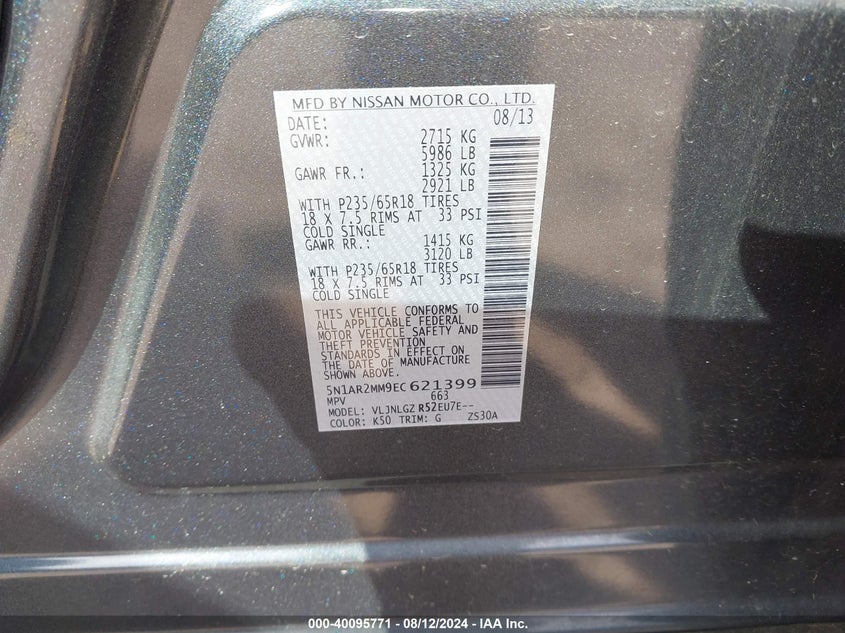 MFD BY NISSAN MOTOR CO., LTD.
DATE: 08/13
GVWR: 2715 KG
5986 LB
GAWR FR.: 1325 KG
2921 LB
WITH P235/65R18 TIRES
18 X 7.5 RIMS AT 33 PSI
COLD SINGLE
GAWR RR.: 1415 KG
3120 LB
WITH P235/65R18 TIRES
18 X 7.5 RIMS AT 33 PSI
COLD SINGLE
THIS VEHICLE CONFORMS TO
ALL APPLICABLE FEDERAL
MOTOR VEHICLE SAFETY AND
THEFT PREVENTION
STANDARDS IN EFFECT ON
THE DATE OF MANUFACTURE
SHOWN ABOVE.
5N1AR2MM9EC621399
MPV 663
MODEL: VLJNLGZ R52EU7E--
COLOR: K50 TRIM: G ZS30A
000-40095771 - 08/12/2024 - IAA Inc.